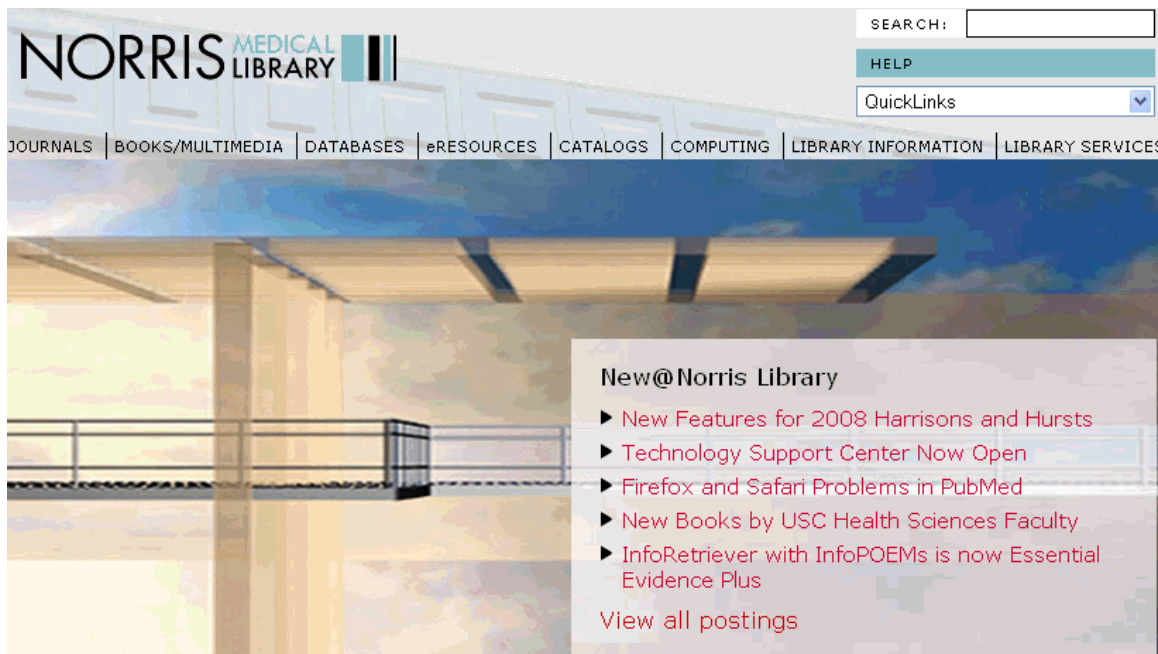 SEARCH:
NORRIS MEDICAL LIBRARY
HELP
QuickLinks
JOURNALS BOOKS/MULTIMEDIA DATABASES eRESOURCES CATALOGS COMPUTING LIBRARY INFORMATION LIBRARY SERVICES
New@Norris Library
New Features for 2008 Harrisons and Hursts
Technology Support Center Now Open
Firefox and Safari Problems in PubMed
New Books by USC Health Sciences Faculty
InfoRetriever with InfoPOEMs is now Essential
Evidence Plus
View all postings